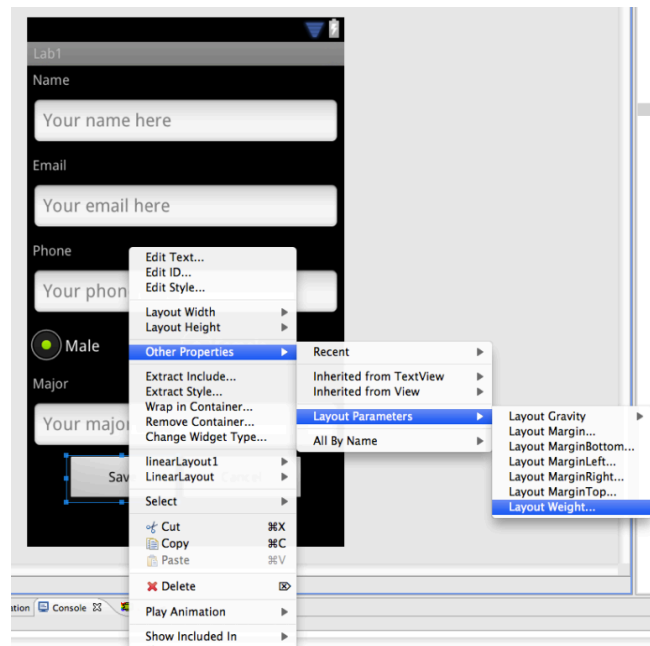 Lab1
Name
Your name here
Email
Your email here
Phone
Your phon
Male
Major
Your major
Sav
Edit Text...
Edit ID...
Edit Style...
Layout Width
Layout Height
Other Properties
Extract Include...
Extract Style...
Wrap in Container...
Remove Container...
Change Widget Type...
linearLayout1
LinearLayout
Select
Cut ⌘X
Copy ⌘C
Paste ⌘V
Delete ⌦
Play Animation
Show Included In
Recent
Inherited from TextView
Inherited from View
Layout Parameters
All By Name
Layout Gravity
Layout Margin...
Layout MarginBottom...
Layout MarginLeft...
Layout MarginRight...
Layout MarginTop...
Layout Weight...
ation
Console